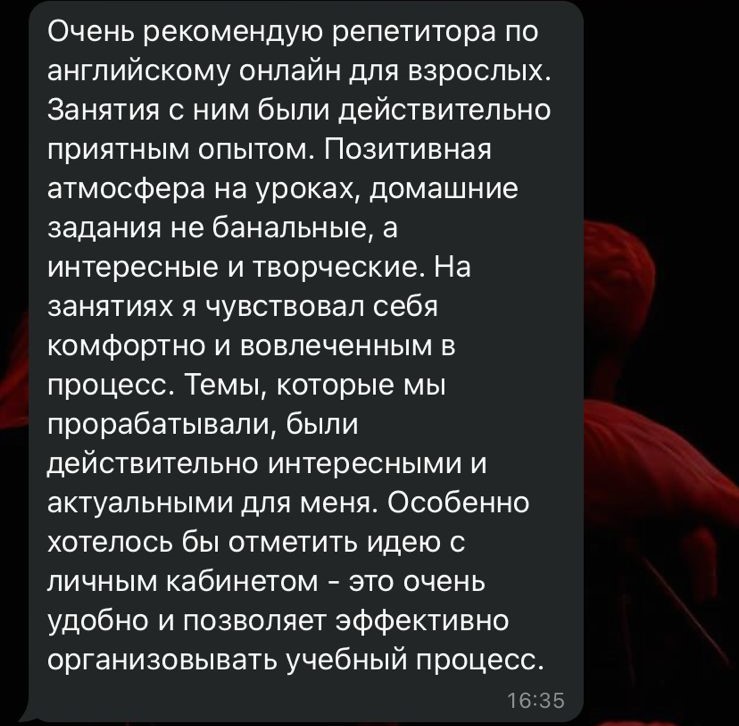 Очень рекомендую репетитора по
английскому онлайн для взрослых.
Занятия с ним были действительно
приятным опытом. Позитивная
атмосфера на уроках, домашние
задания не банальные, а
интересные и творческие. На
занятиях я чувствовал себя
комфортно и вовлеченным в
процесс. Темы, которые мы
прорабатывали, были
действительно интересными и
актуальными для меня. Особенно
хотелось бы отметить идею с
личным кабинетом - это очень
удобно и позволяет эффективно
организовывать учебный процесс.
16:35